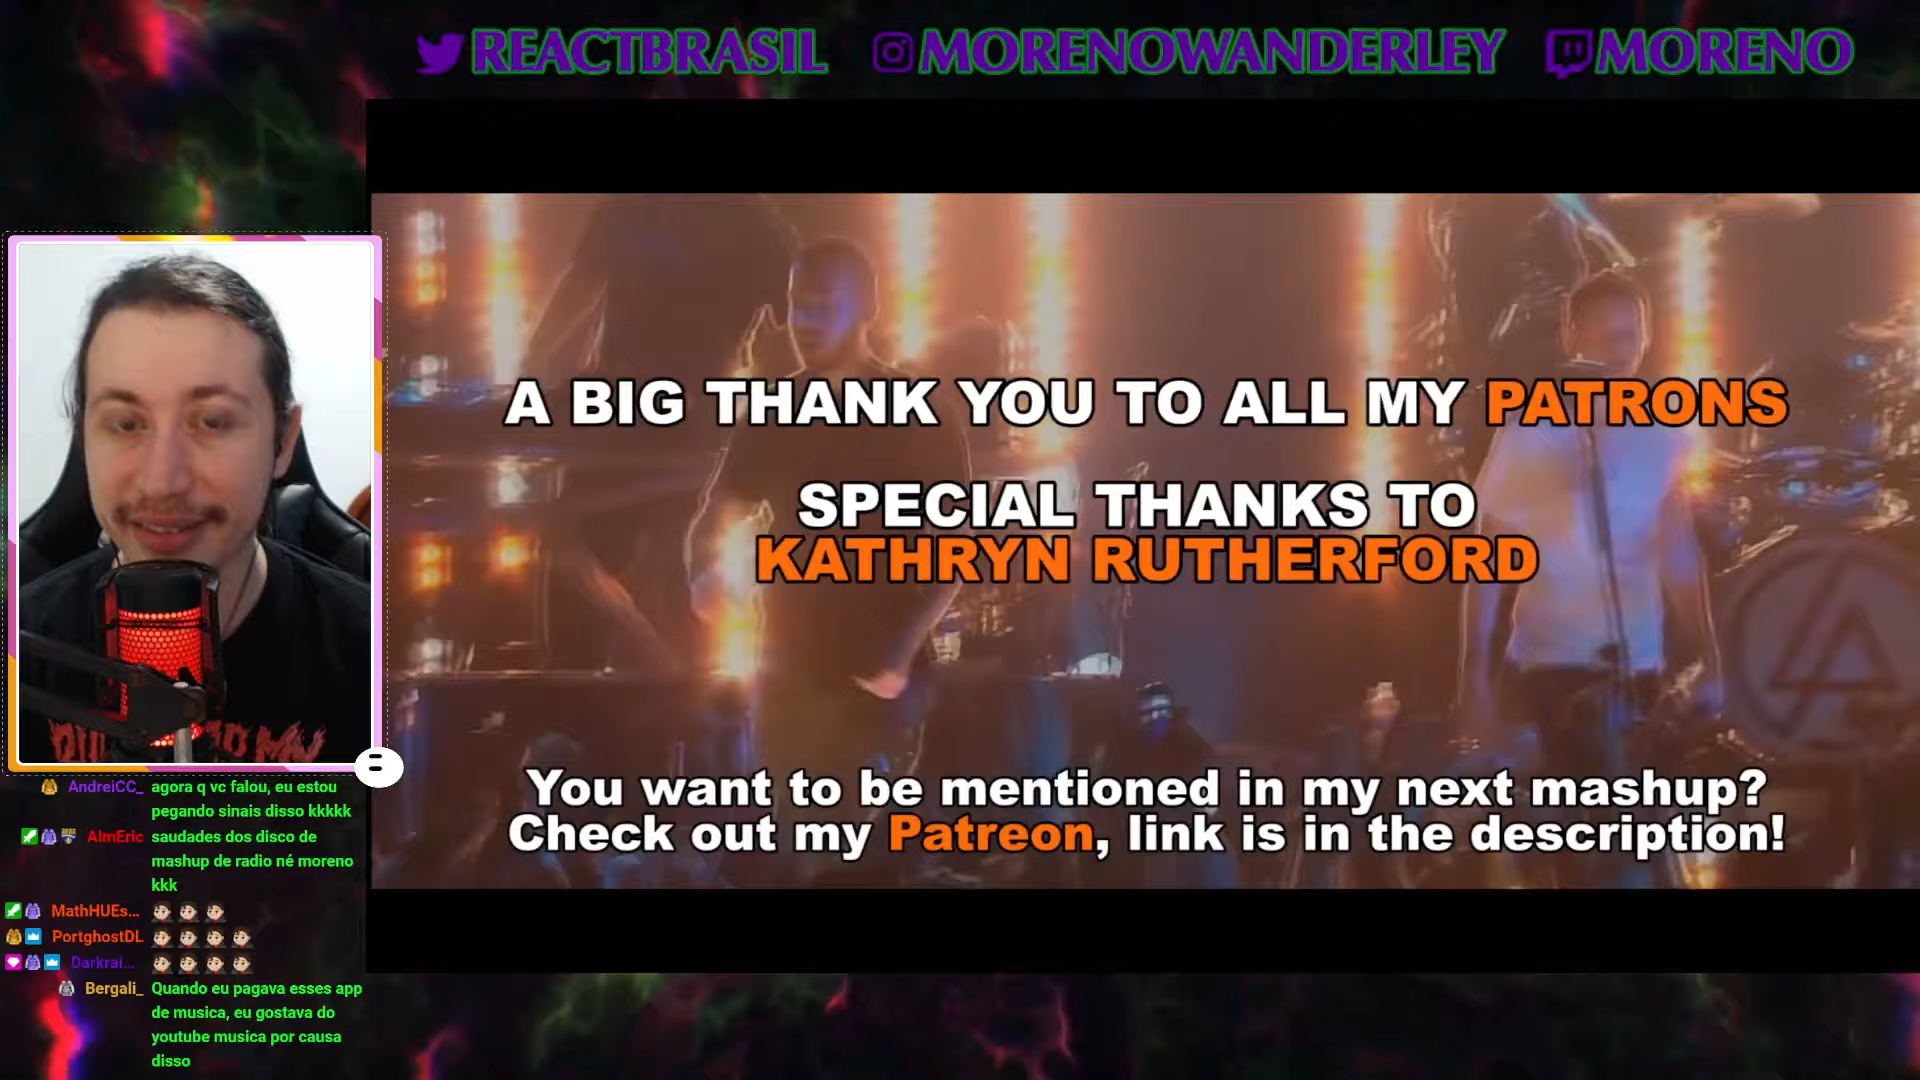 REACTBRASIL MORENOWANDERLEY MORENO
A BIG THANK YOU TO ALL MY PATRONS
SPECIAL THANKS TO
KATHRYN RUTHERFORD
You want to be mentioned in my next mashup?
Check out my Patreon, link is in the description!
AndreiCC_ agora q vc falou, eu estou
pegando sinais disso kkkkk
AlmEric saudades dos disco de
mashup de radio né moreno
kkk
MathHUEs...
PortghostDL
Darkrai...
Bergali_ Quando eu pagava esses app
de musica, eu gostava do
youtube musica por causa
disso